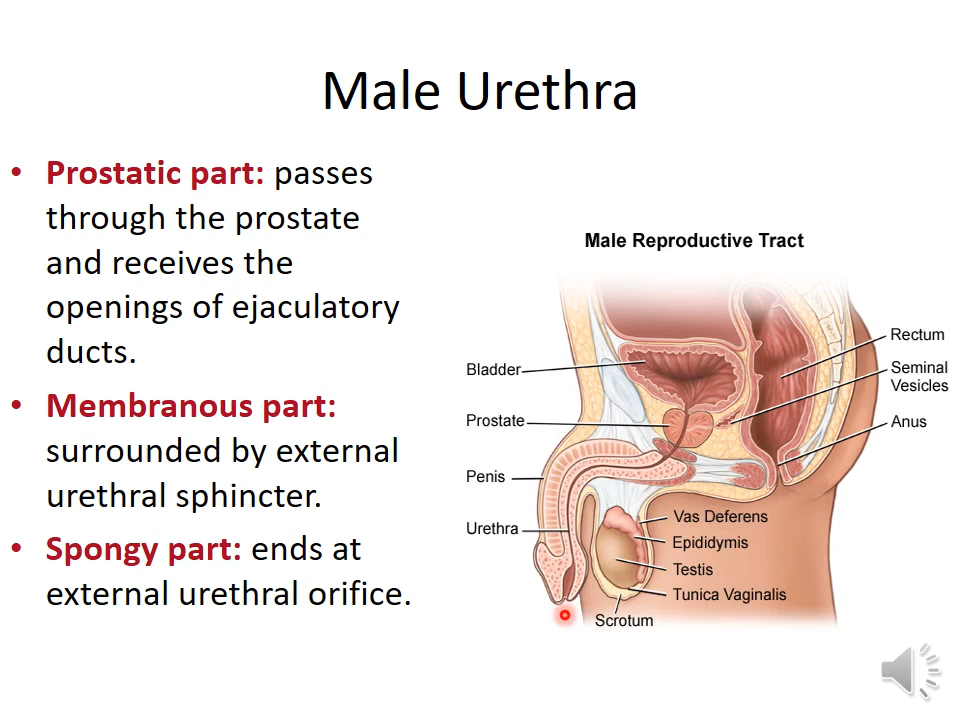 Male Urethra
• Prostatic part: passes
through the prostate
and receives the
openings of ejaculatory
ducts.
• Membranous part:
surrounded by external
urethral sphincter.
• Spongy part: ends at
external urethral orifice.
Male Reproductive Tract
Bladder
Prostate
Penis
Urethra
Rectum
Seminal
Vesicles
Anus
Vas Deferens
Epididymis
Testis
Tunica Vaginalis
Scrotum